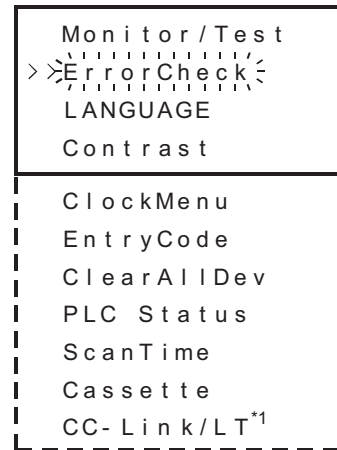 Monitor/Test
>>ErrorCheck
LANGUAGE
Contrast
ClockMenu
EntryCode
ClearAllDev
PLC Status
ScanTime
Cassette
CC-Link/LT*1